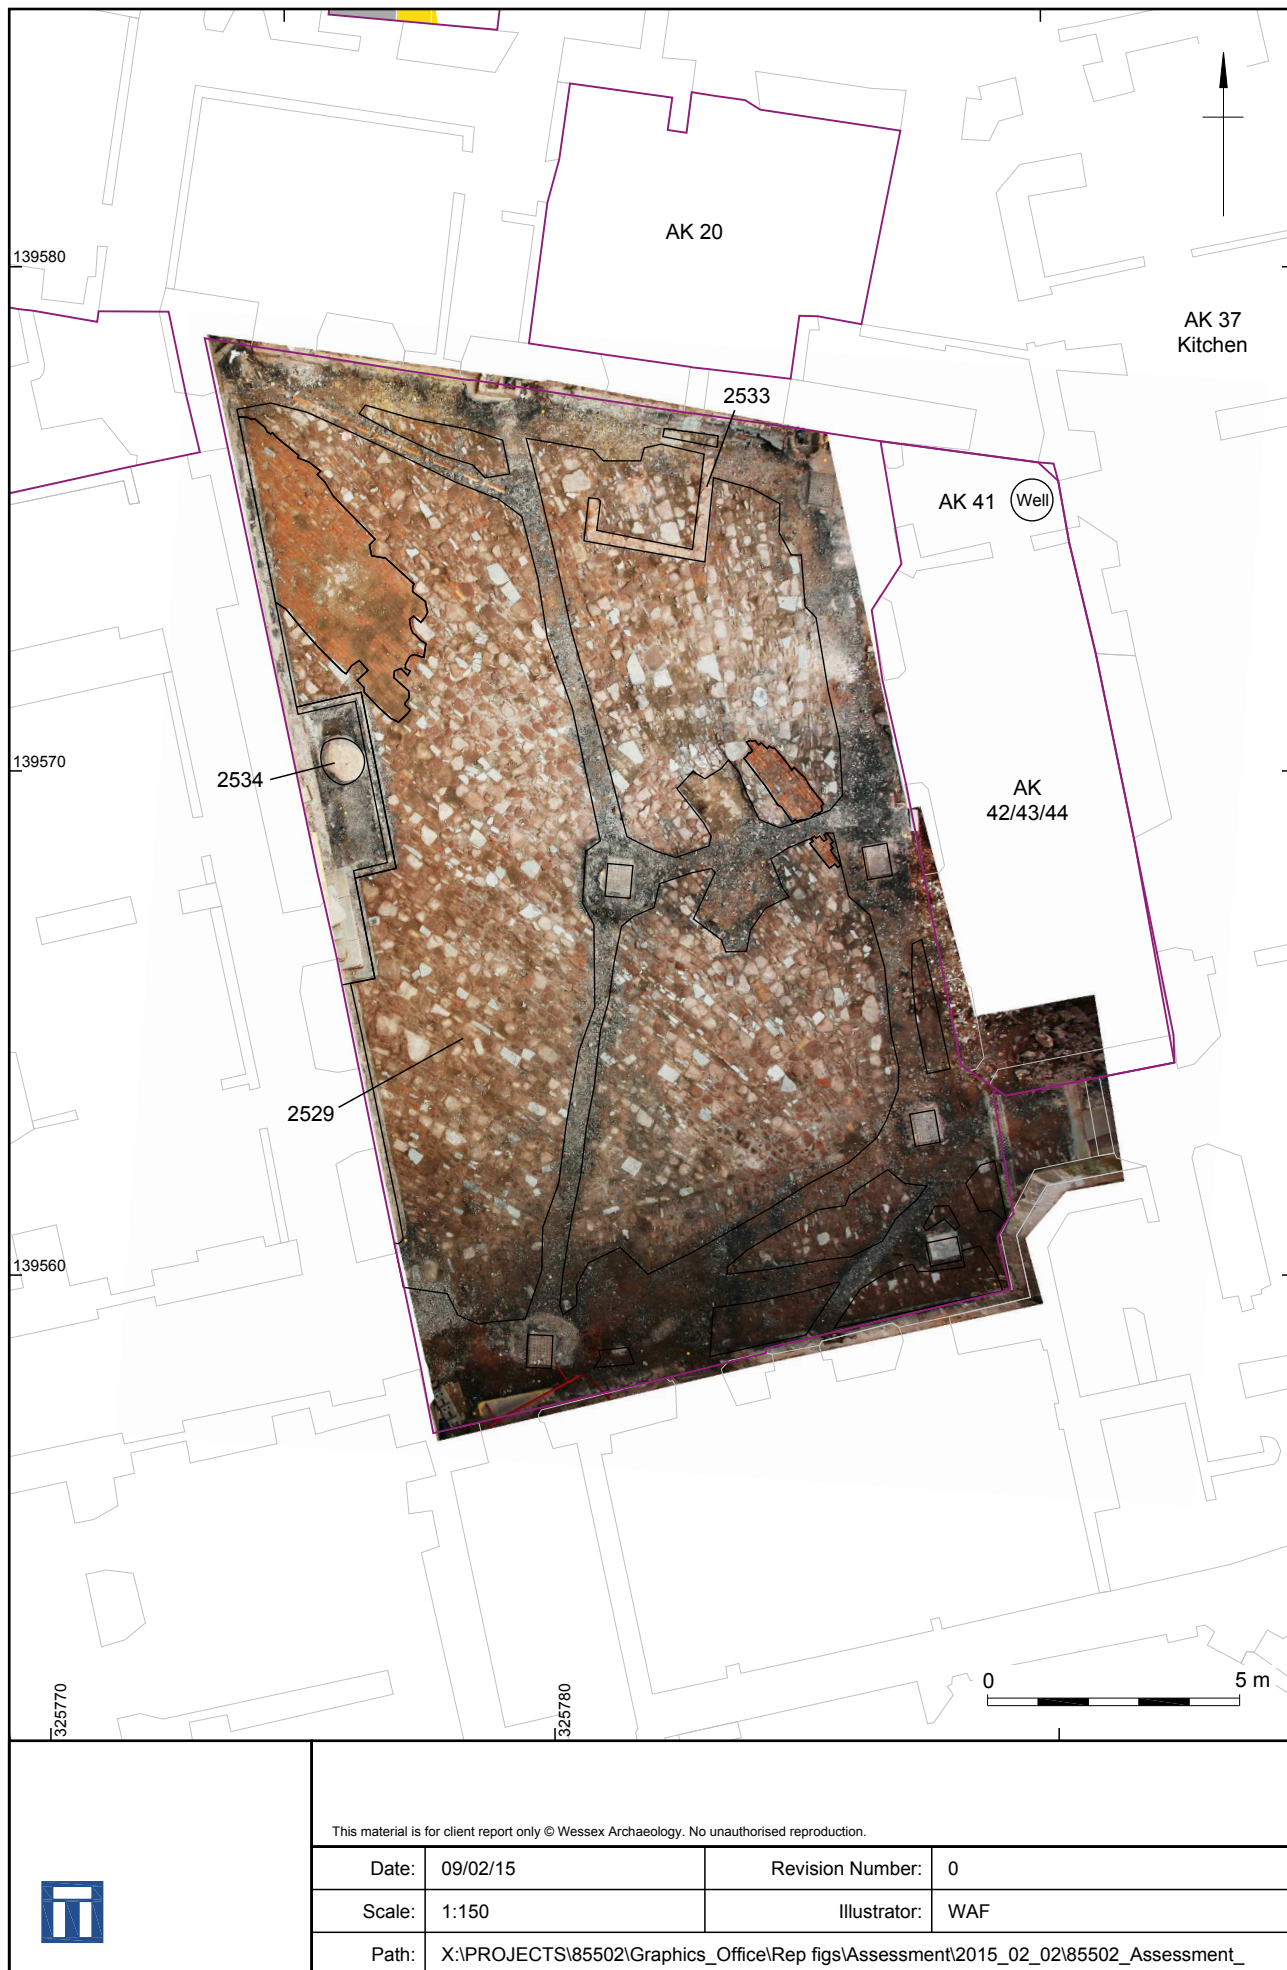 AK 20
139580
AK 37
Kitchen
2533
AK 41
Well
139570
2534
AK
42/43/44
2529
139560
0
5 m
325770
325780
This material is for client report only © Wessex Archaeology. No unauthorised reproduction.
Date: 09/02/15 Revision Number: 0
Scale: 1:150 Illustrator: WAF
Path: X:\PROJECTS\85502\Graphics_Office\Rep figs\Assessment\2015_02_02\85502_Assessment_